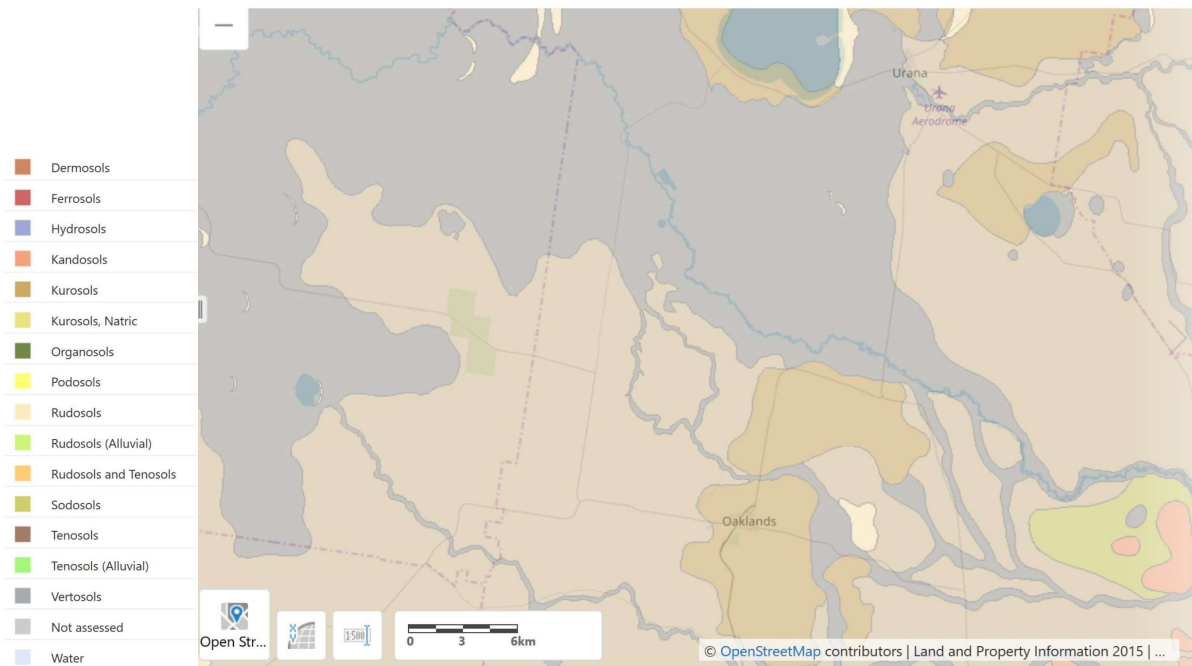 Urana
Urana
Aerodrome
Dermosols
Ferrosols
Hydrosols
Kandosols
Kurosols
Kurosols, Natric
Organosols
Podosols
Rudosols
Rudosols (Alluvial)
Rudosols and Tenosols
Sodosols
Tenosols
Tenosols (Alluvial)
Vertosols
Not assessed
Water
Oaklands
Open Str...
1:500
0 3 6km
© OpenStreetMap contributors | Land and Property Information 2015 | ...